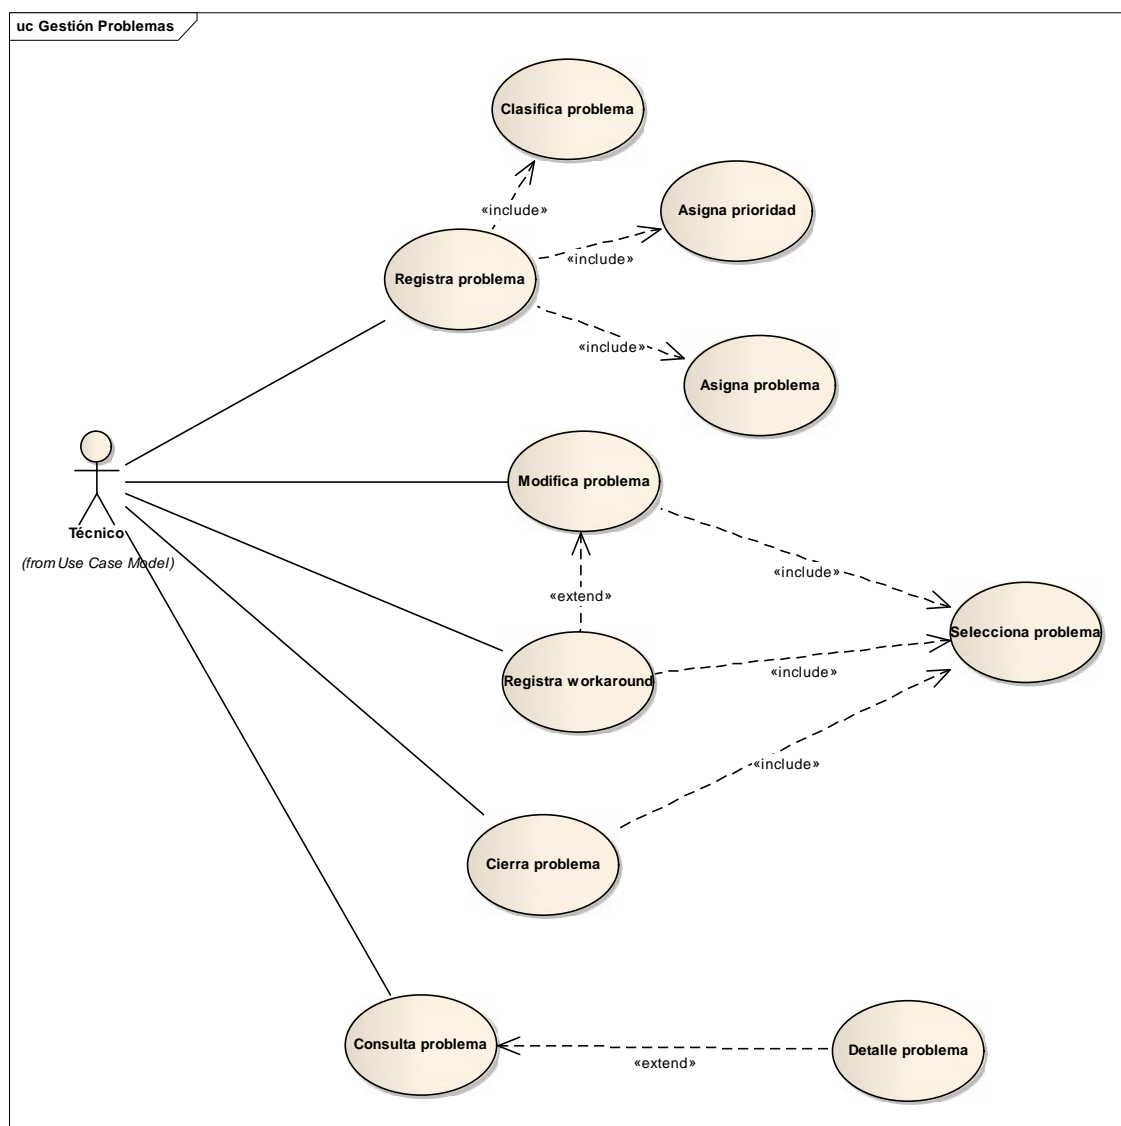 uc Gestión Problemas
Clasifica problema
«include»
Asigna prioridad
«include»
Registra problema
«include»
Asigna problema
Modifica problema
Técnico
(from Use Case Model)
«include»
«extend»
Selecciona problema
Registra workaround
«include»
«include»
Cierra problema
Consulta problema
Detalle problema
«extend»